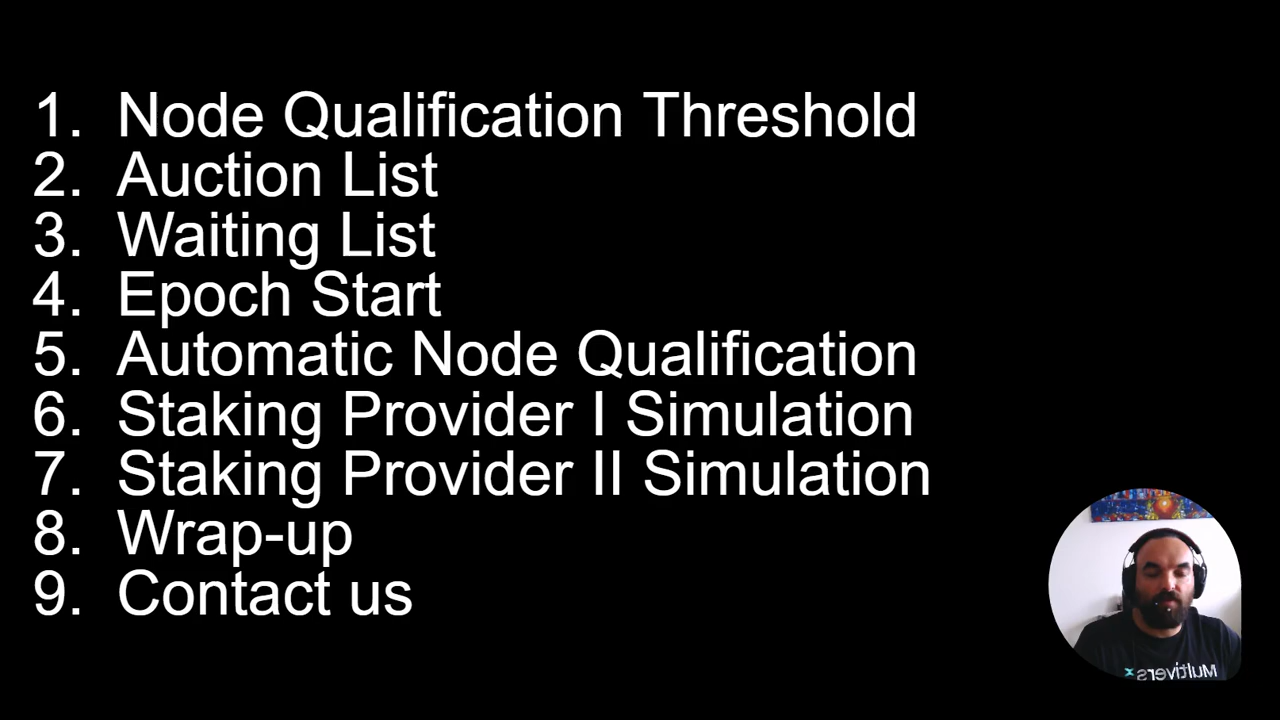 1. Node Qualification Threshold
2. Auction List
3. Waiting List
4. Epoch Start
5. Automatic Node Qualification
6. Staking Provider I Simulation
7. Staking Provider II Simulation
8. Wrap-up
9. Contact us
MultiversX